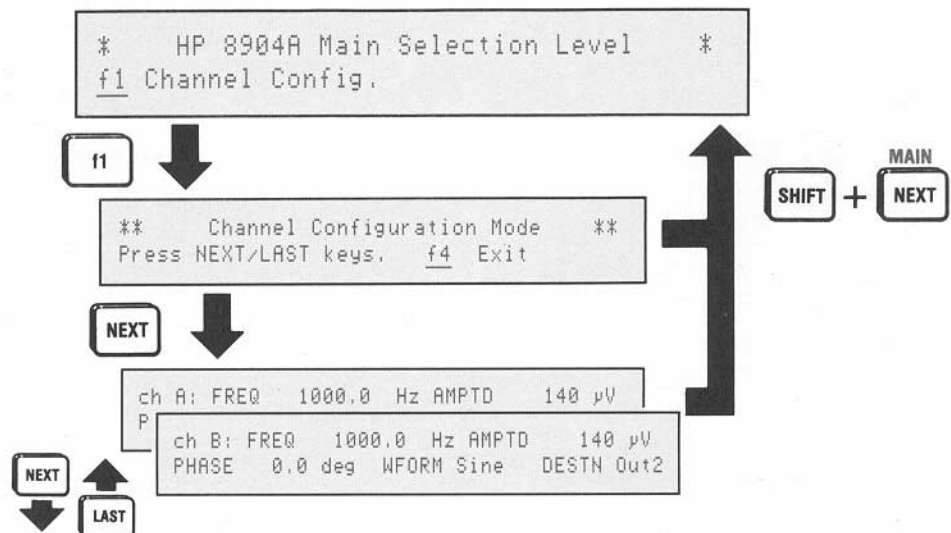 * HP 8904A Main Selection Level *
f1 Channel Config.
f1
MAIN
SHIFT + NEXT
** Channel Configuration Mode **
Press NEXT/LAST keys. f4 Exit
NEXT
ch A: FREQ 1000.0 Hz AMPTD 140 µV
P
ch B: FREQ 1000.0 Hz AMPTD 140 µV
PHASE 0.0 deg WFORM Sine DESTN Out2
NEXT
LAST